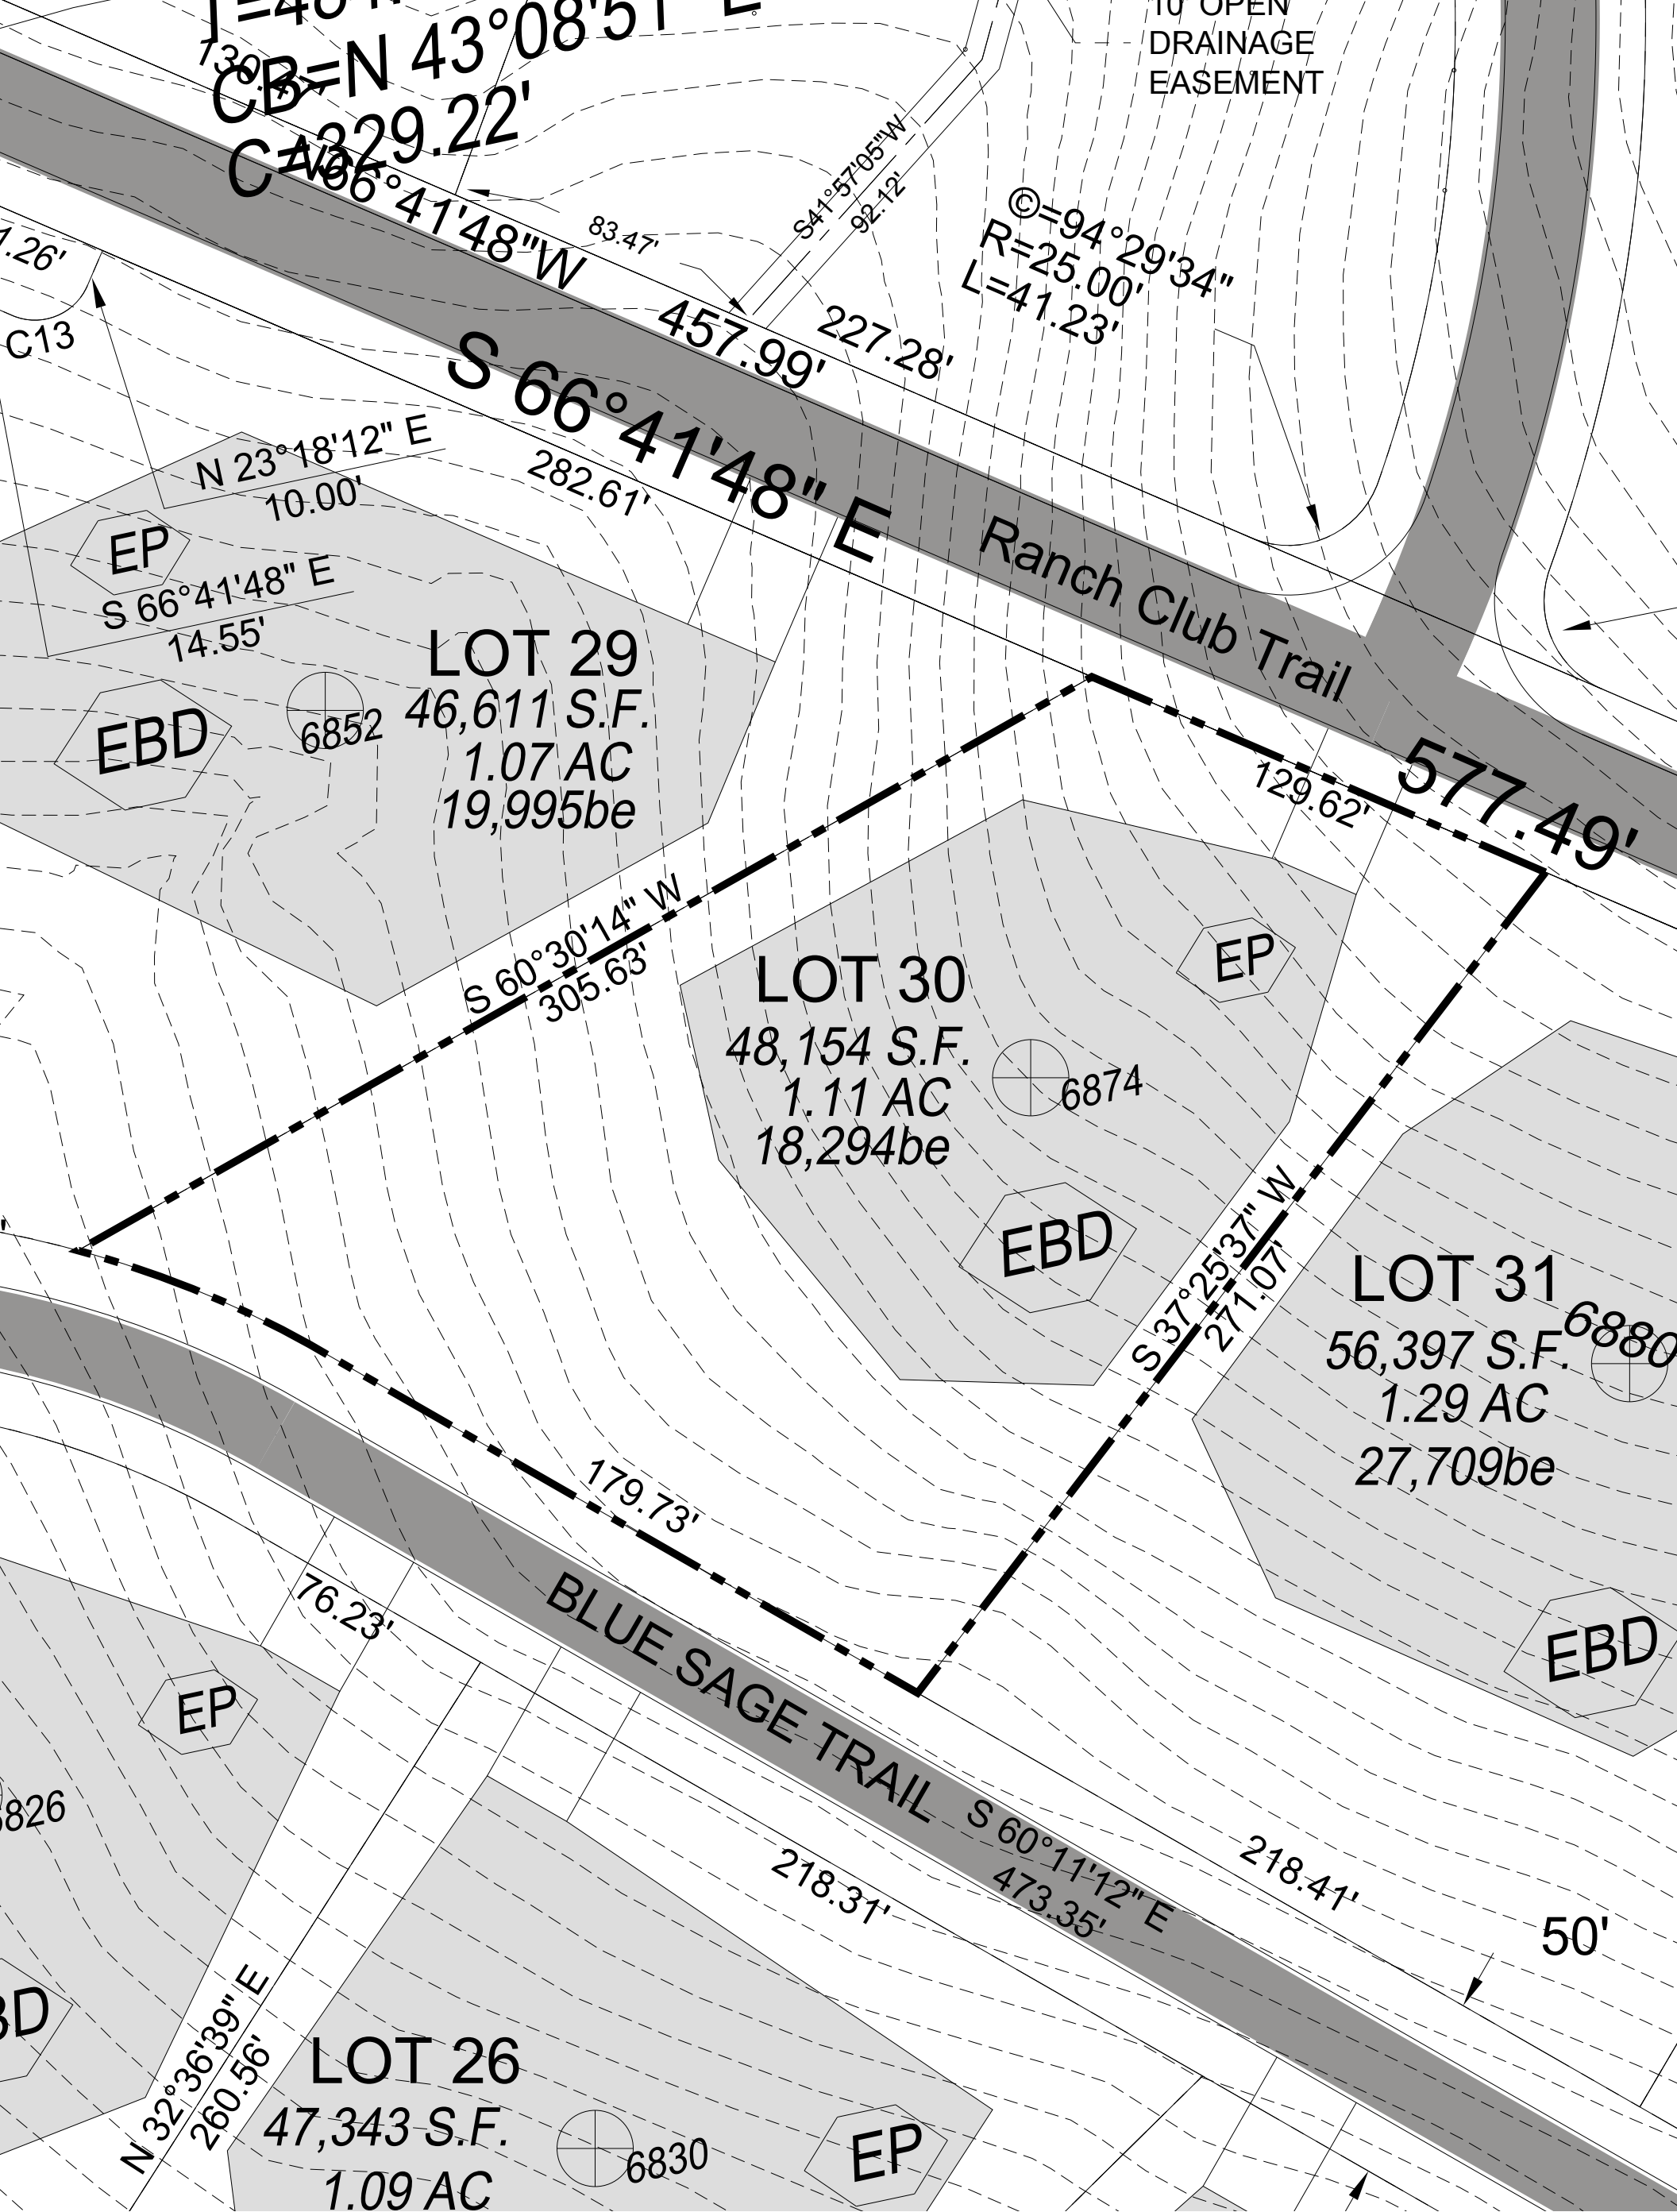 CB=N 43°08'51" E
C=329.22'
N66°41'48"W
457.99'
10' OPEN
DRAINAGE
EASEMENT
S41°57'05"W
92.12'
83.47'
227.28'
©=94°29'34"
R=25.00'
L=41.23'
C13
S 66°41'48" E
577.49'
282.61'
Ranch Club Trail
N 23°18'12" E
10.00'
EP
S 66°41'48" E
14.55'
EBD
6852
LOT 29
46,611 S.F.
1.07 AC
19,995be
129.62'
S 60°30'14" W
305.63'
LOT 30
48,154 S.F.
1.11 AC
18,294be
EP
6874
EBD
S 37°25'37" W
271.07'
LOT 31
56,397 S.F.
1.29 AC
27,709be
6880
EBD
179.73'
76.23'
BLUE SAGE TRAIL
S 60°11'12" E
473.35'
218.31'
218.41'
50'
EP
N 32°36'39" E
260.56'
LOT 26
47,343 S.F.
1.09 AC
6830
EP